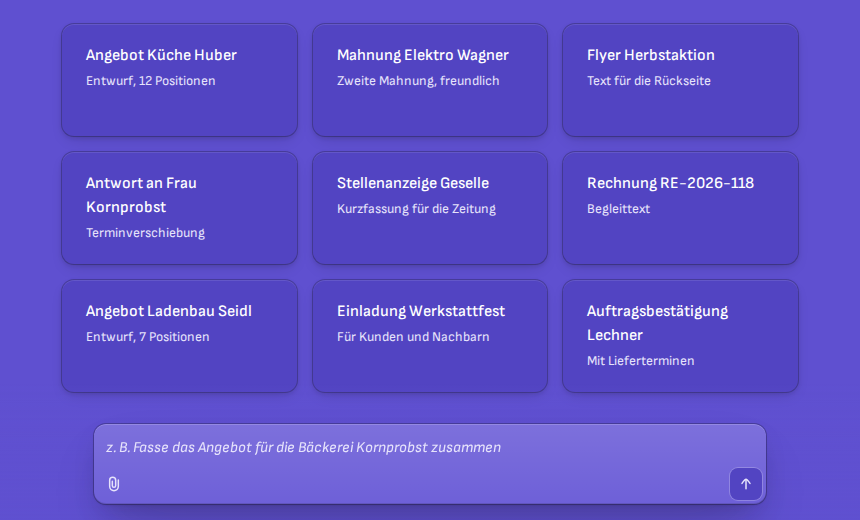 Angebot Küche Huber
Entwurf, 12 Positionen
Mahnung Elektro Wagner
Zweite Mahnung, freundlich
Flyer Herbstaktion
Text für die Rückseite
Antwort an Frau
Kornprobst
Terminverschiebung
Stellenanzeige Geselle
Kurzfassung für die Zeitung
Rechnung RE-2026-118
Begleittext
Angebot Ladenbau Seidl
Entwurf, 7 Positionen
Einladung Werkstattfest
Für Kunden und Nachbarn
Auftragsbestätigung
Lechner
Mit Lieferterminen
z. B. Fasse das Angebot für die Bäckerei Kornprobst zusammen